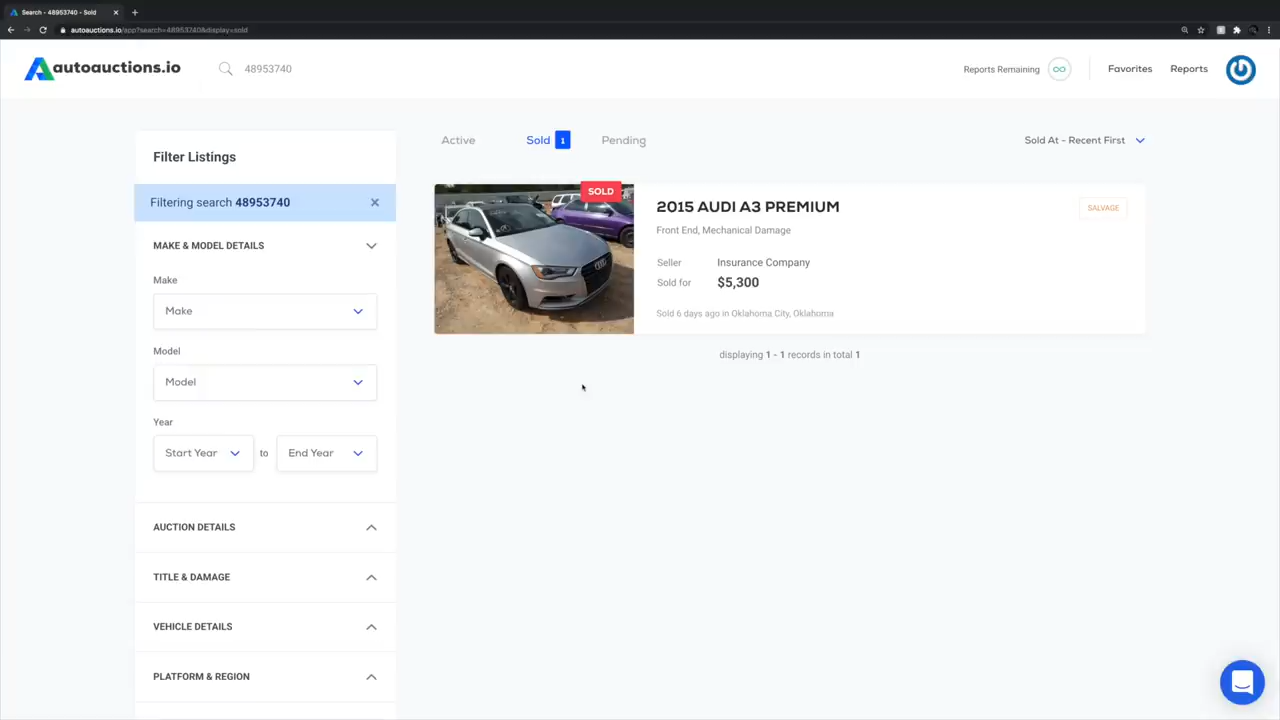 Search - 48953740 - Sold
autoauctions.io/app?search=48953740&display=sold
autoauctions.io
48953740
Reports Remaining
Favorites
Reports
Filter Listings
Filtering search 48953740
MAKE & MODEL DETAILS
Make
Make
Model
Model
Year
Start Year to End Year
AUCTION DETAILS
TITLE & DAMAGE
VEHICLE DETAILS
PLATFORM & REGION
Active
Sold 1
Pending
Sold At - Recent First
SOLD
2015 AUDI A3 PREMIUM
SALVAGE
Front End, Mechanical Damage
Seller Insurance Company
Sold for $5,300
Sold 6 days ago in Oklahoma City, Oklahoma
displaying 1 - 1 records in total 1